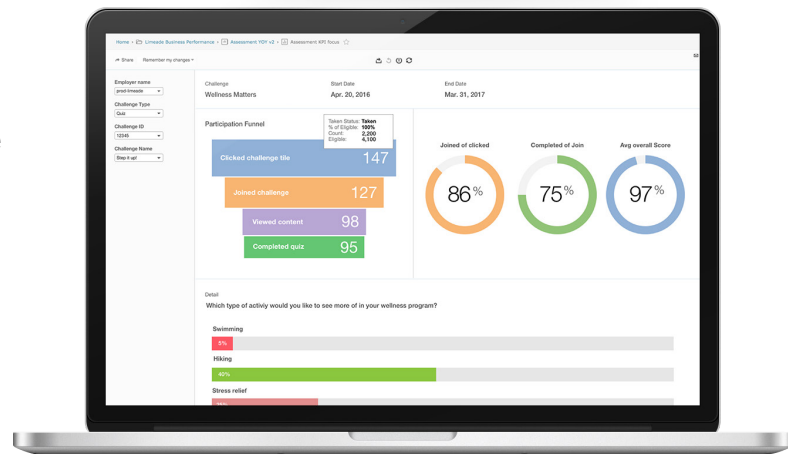 Home › Limeade Business Performance › Assessment YOY v2 › Assessment KPI focus
Share Remember my changes
Employer name
prod-limeade
Challenge Type
Quiz
Challenge ID
12345
Challenge Name
Step it up!
Challenge Start Date End Date
Wellness Matters Apr. 20, 2016 Mar. 31, 2017
Participation Funnel
Taken Status: Taken
% of Eligible: 100%
Count: 2,200
Eligible: 4,100
Clicked challenge tile 147
Joined challenge 127
Viewed content 98
Completed quiz 95
Joined of clicked Completed of Join Avg overall Score
86% 75% 97%
Detail
Which type of activiy would you like to see more of in your wellness program?
Swimming
5%
Hiking
40%
Stress relief